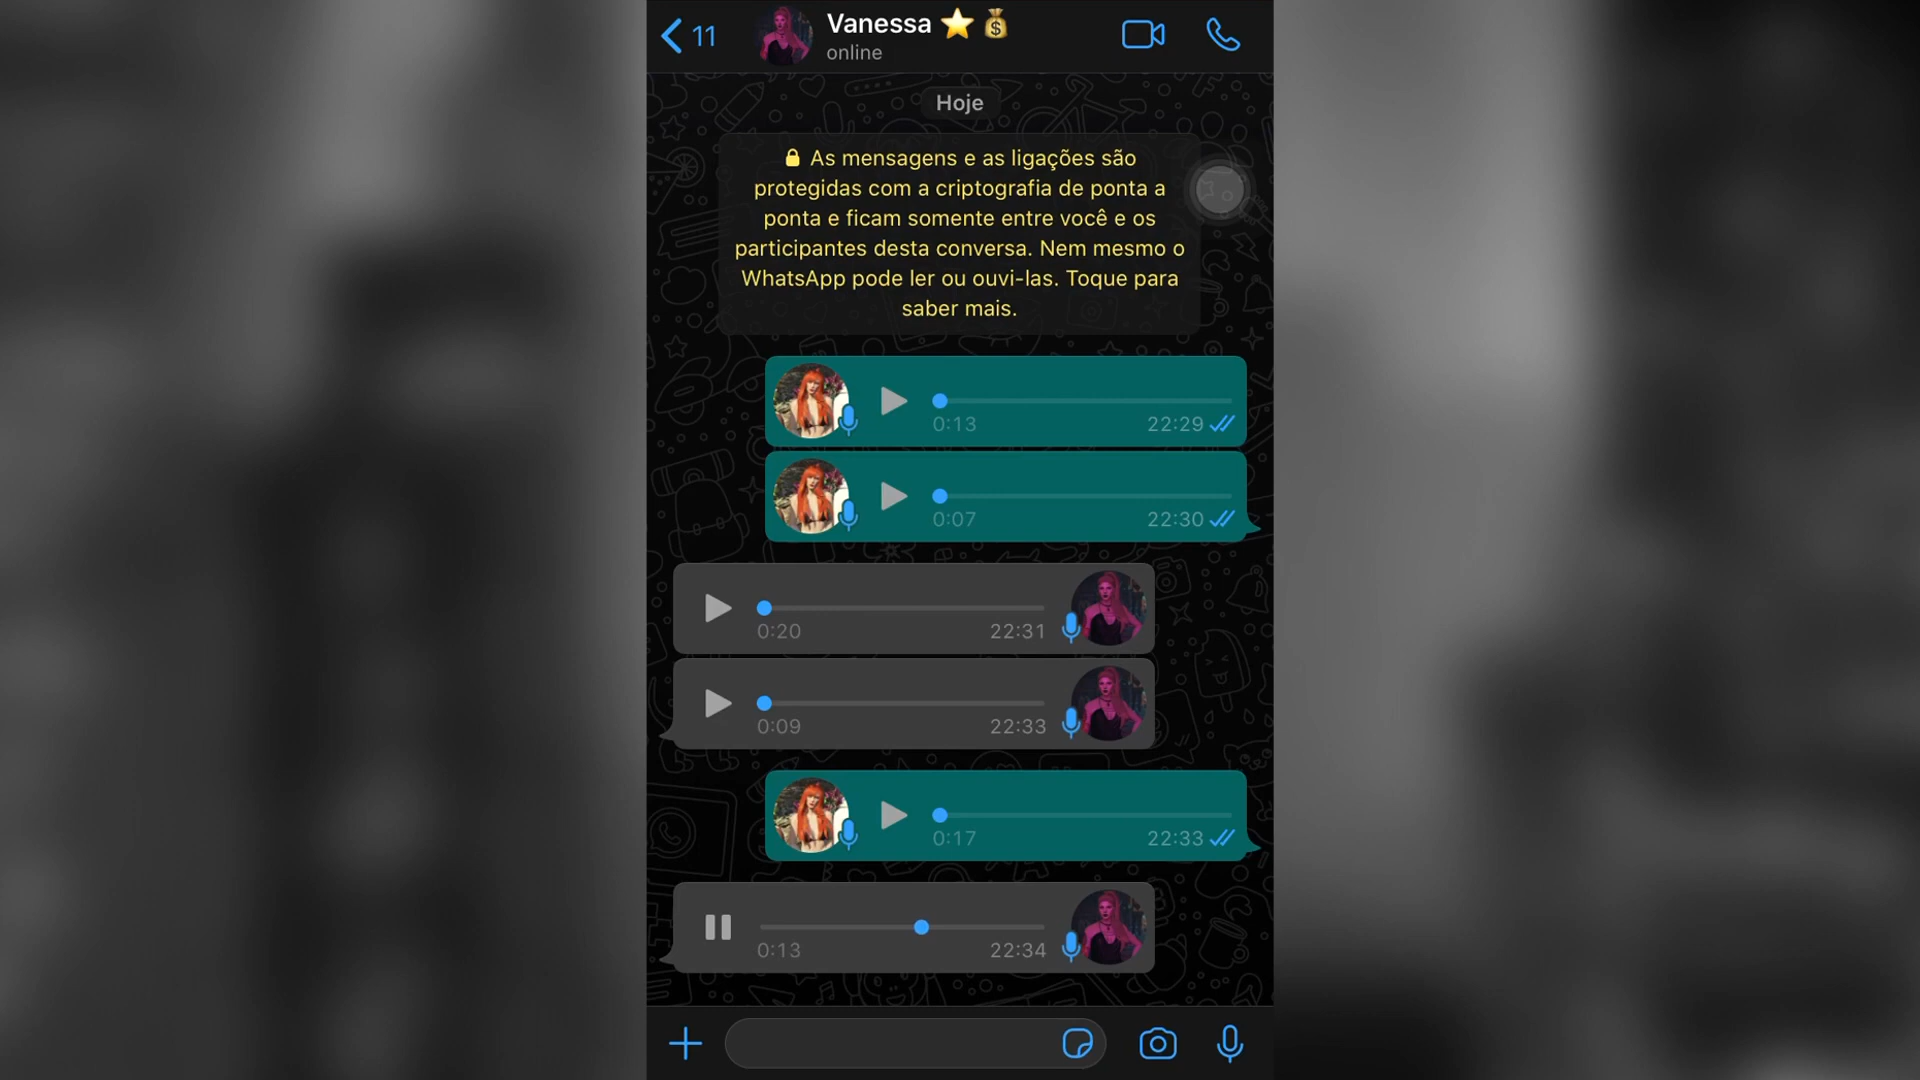 11
Vanessa ⭐💰
online
Hoje
🔒 As mensagens e as ligações são
protegidas com a criptografia de ponta a
ponta e ficam somente entre você e os
participantes desta conversa. Nem mesmo o
WhatsApp pode ler ou ouvi-las. Toque para
saber mais.
0:13 22:29
0:07 22:30
0:20 22:31
0:09 22:33
0:17 22:33
0:13 22:34